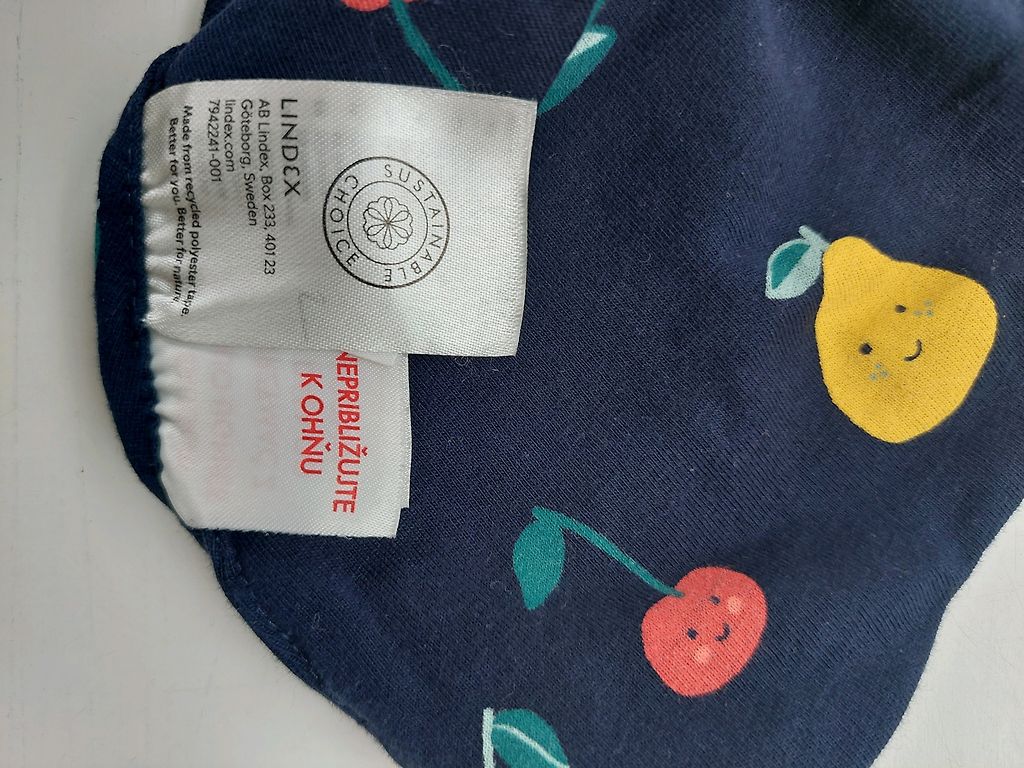 SUSTAINABLE
CHOICE
LINDEX
AB Lindex, Box 233, 401 23
Göteborg, Sweden
lindex.com
7942241-001
Made from recycled polyester tape.
Better for you. Better for nature.
NEPRIBLIŽUJTE
K OHŇU